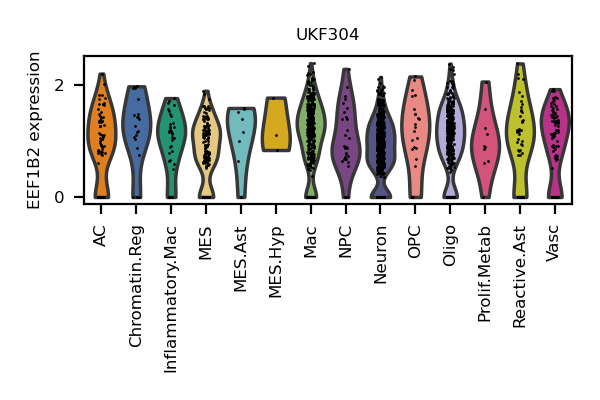 UKF304
EEF1B2 expression
2
0
AC
Chromatin.Reg
Inflammatory.Mac
MES
MES.Ast
MES.Hyp
Mac
NPC
Neuron
OPC
Oligo
Prolif.Metab
Reactive.Ast
Vasc